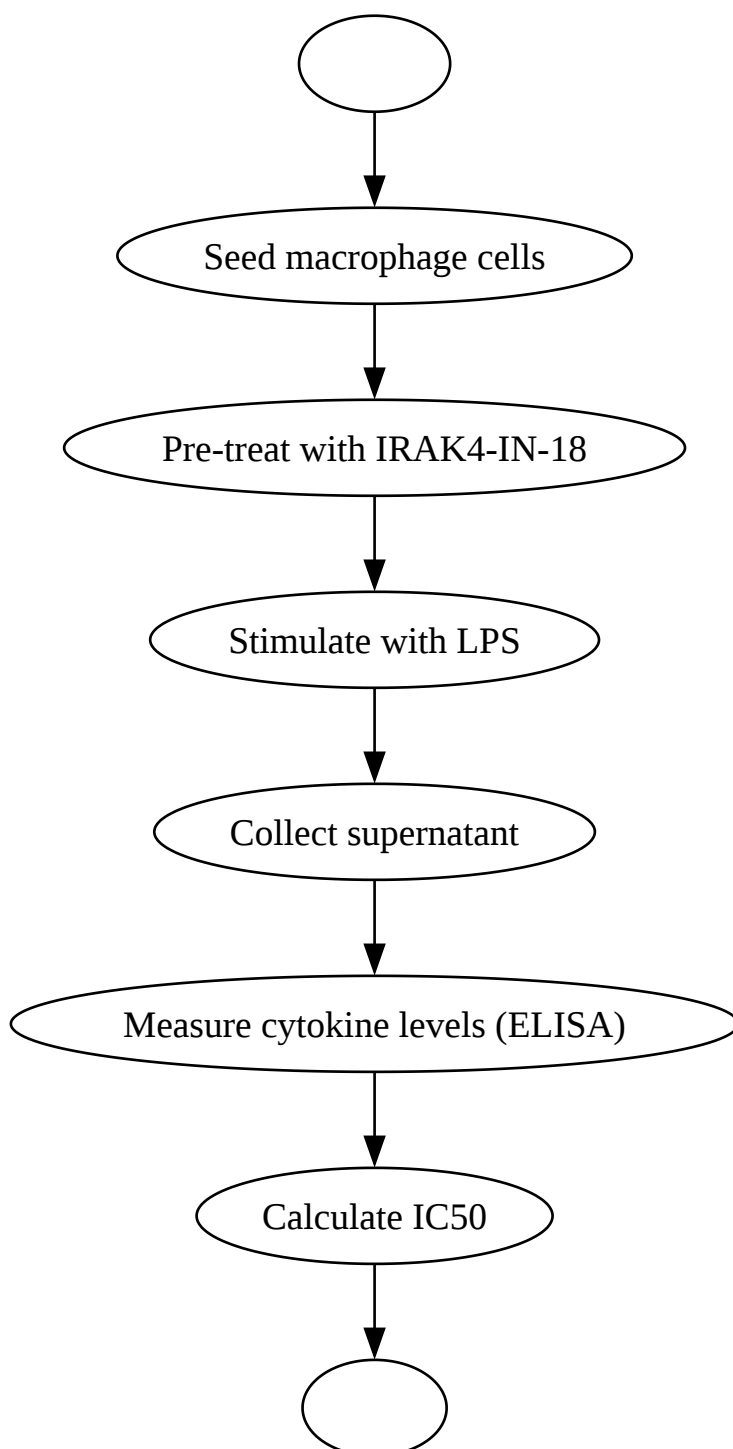 Seed macrophage cells
Pre-treat with IRAK4-IN-18
Stimulate with LPS
Collect supernatant
Measure cytokine levels (ELISA)
Calculate IC50